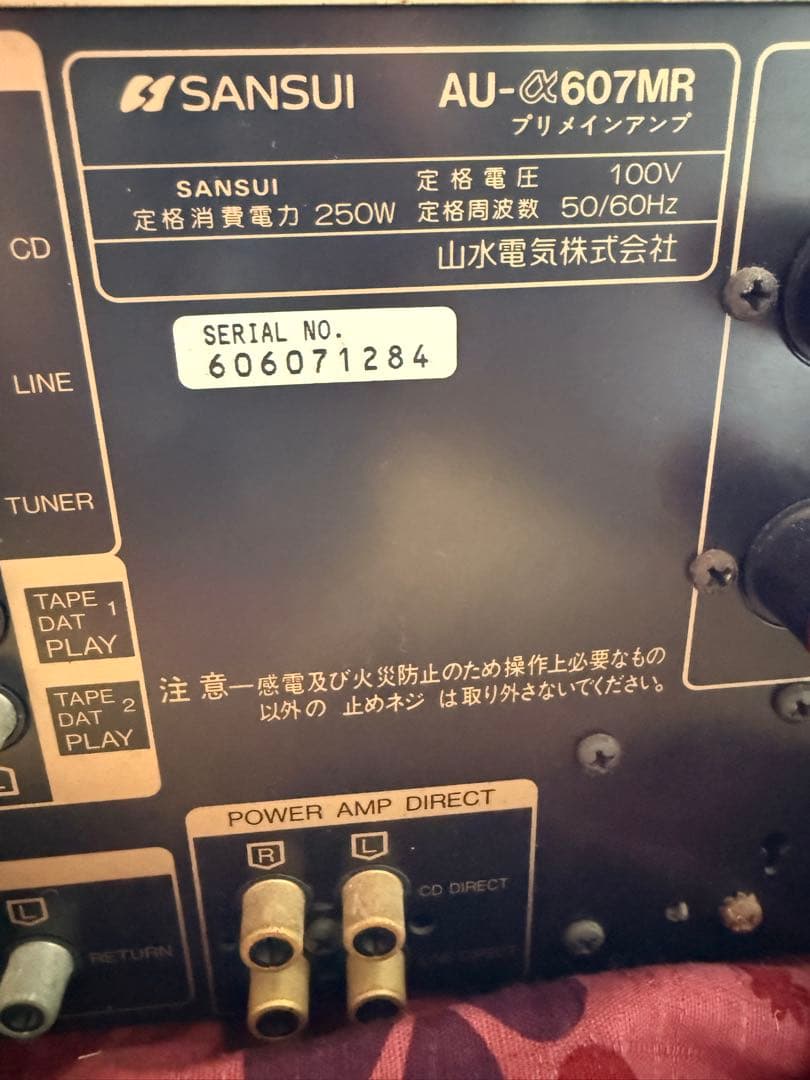 SANSUI AU-α607MR
プリメインアンプ
SANSUI 定格電圧 100V
定格消費電力 250W 定格周波数 50/60Hz
山水電気株式会社
SERIAL NO.
606071284
CD
LINE
TUNER
TAPE 1
DAT
PLAY
TAPE 2
DAT
PLAY
注意−感電及び火災防止のため操作上必要なもの
以外の 止めネジ は取り外さないでください。
POWER AMP DIRECT
R L
CD DIRECT
L
RETURN